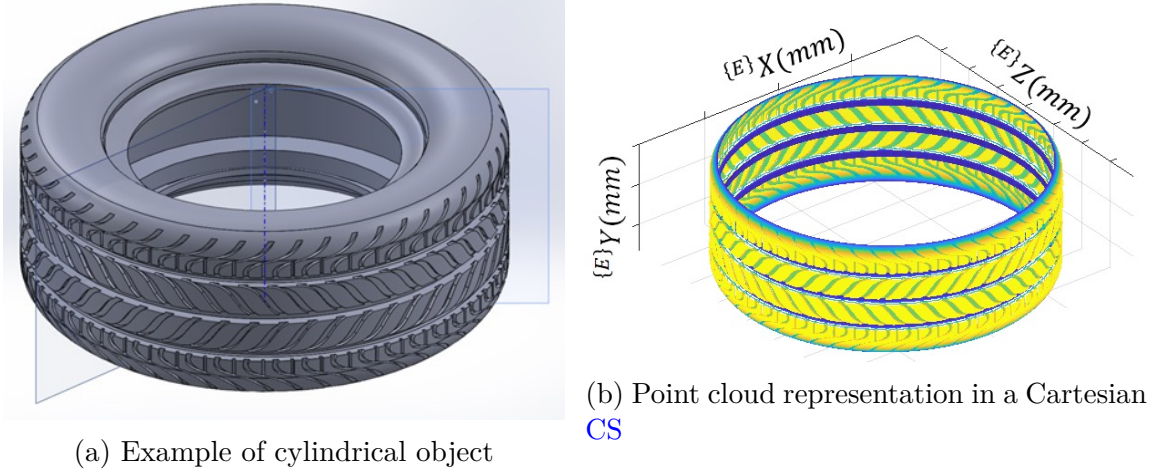 {E}X(mm)
{E}Z(mm)
{E}Y(mm)
(b) Point cloud representation in a Cartesian
CS
(a) Example of cylindrical object